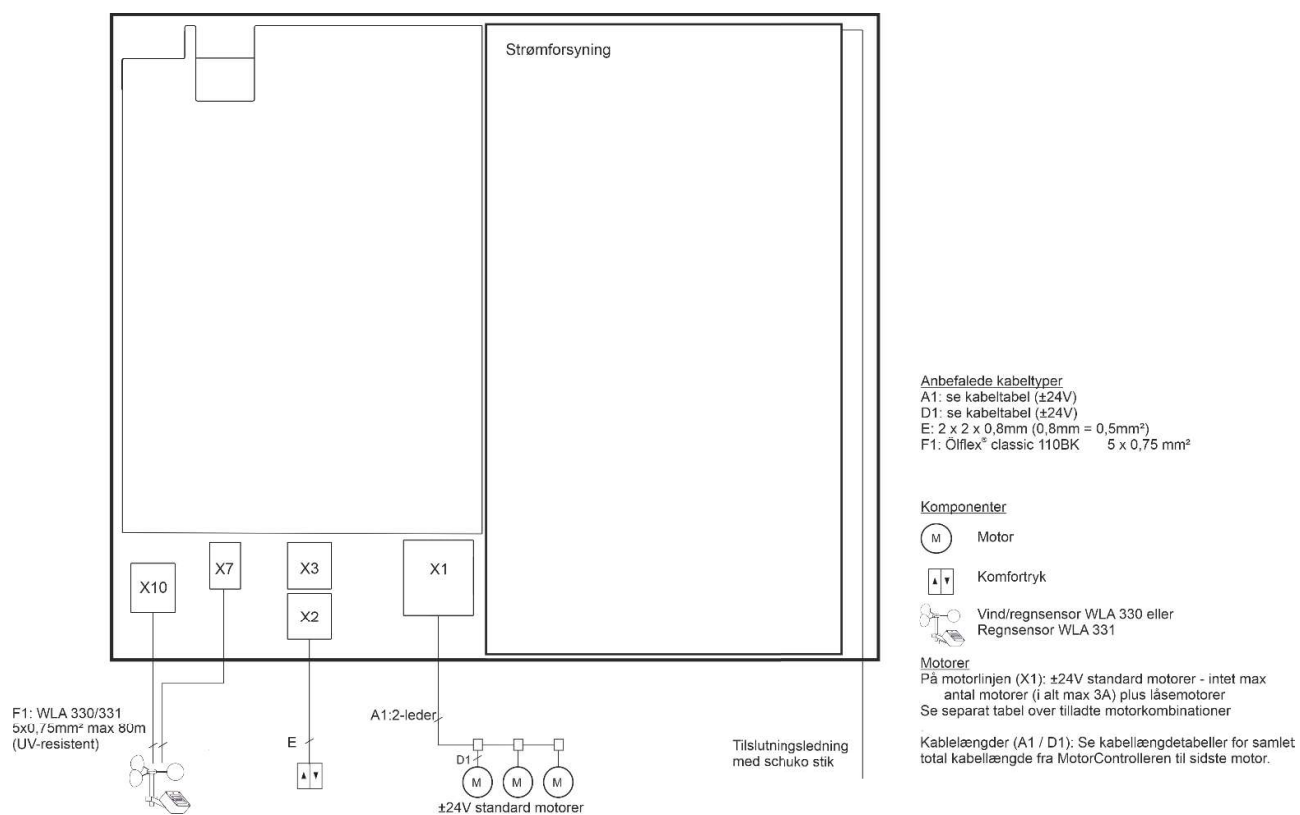 Strømforsyning
X10
X7
X3
X2
X1
F1: WLA 330/331
5x0,75mm² max 80m
(UV-resistent)
E
A1:2-leder
D1
M
M
M
±24V standard motorer
Tilslutningsledning
med schuko stik
Anbefalede kabeltyper
A1: se kabeltabel (±24V)
D1: se kabeltabel (±24V)
E: 2 x 2 x 0,8mm (0,8mm = 0,5mm²)
F1: Ölflex® classic 110BK 5 x 0,75 mm²
Komponenter
M Motor
Komfortryk
Vind/regnsensor WLA 330 eller
Regnsensor WLA 331
Motorer
På motorlinjen (X1): ±24V standard motorer - intet max
antal motorer (i alt max 3A) plus låsemotorer
Se separat tabel over tilladte motorkombinationer
Kablelængder (A1 / D1): Se kabellængdetabeller for samlet
total kabellængde fra MotorControlleren til sidste motor.